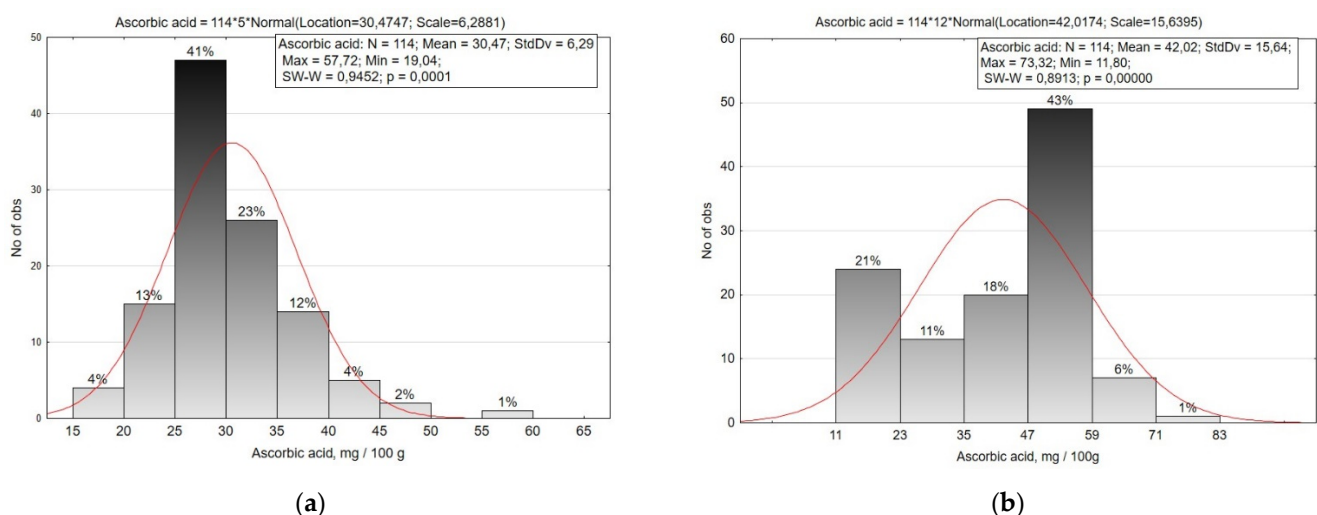 Ascorbic acid = 114*5*Normal(Location=30,4747; Scale=6,2881)
Ascorbic acid: N = 114; Mean = 30,47; StdDv = 6,29
Max = 57,72; Min = 19,04;
SW-W = 0,9452; p = 0,0001
No of obs
50
40
30
20
10
0
4%
13%
41%
23%
12%
4%
2%
1%
15 20 25 30 35 40 45 50 55 60 65
Ascorbic acid, mg / 100 g
(a)
Ascorbic acid = 114*12*Normal(Location=42,0174; Scale=15,6395)
Ascorbic acid: N = 114; Mean = 42,02; StdDv = 15,64;
Max = 73,32; Min = 11,80;
SW-W = 0,8913; p = 0,00000
No of obs
60
50
40
30
20
10
0
21%
11%
18%
43%
6%
1%
11 23 35 47 59 71 83
Ascorbic acid, mg / 100g
(b)